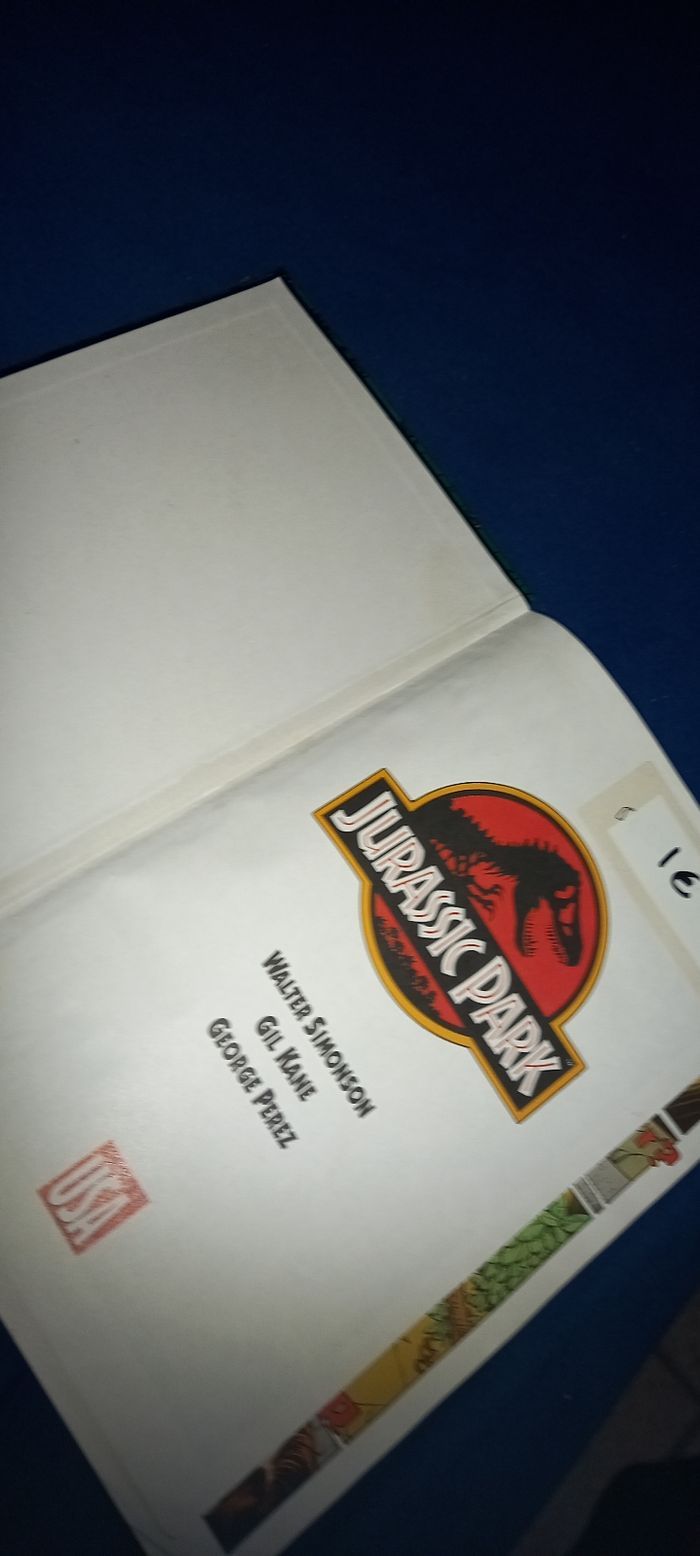 JURASSIC PARK
WALTER SIMONSON
GIL KANE
GEORGE PEREZ
USA